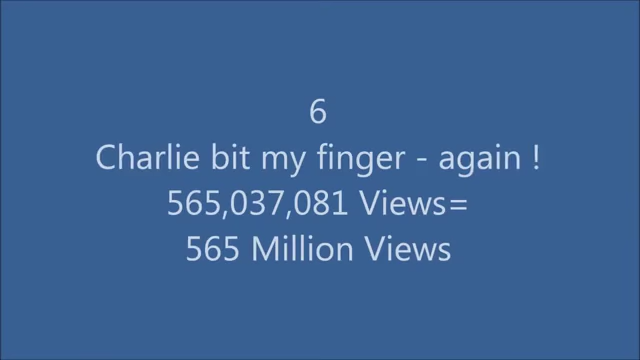 6
Charlie bit my finger - again !
565,037,081 Views=
565 Million Views